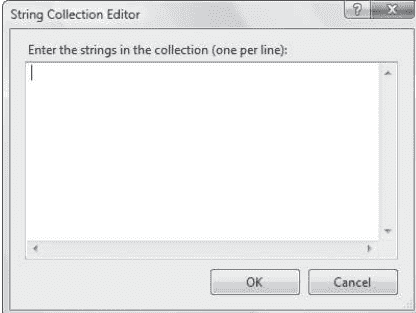 String Collection Editor
Enter the strings in the collection (one per line):
OK
Cancel